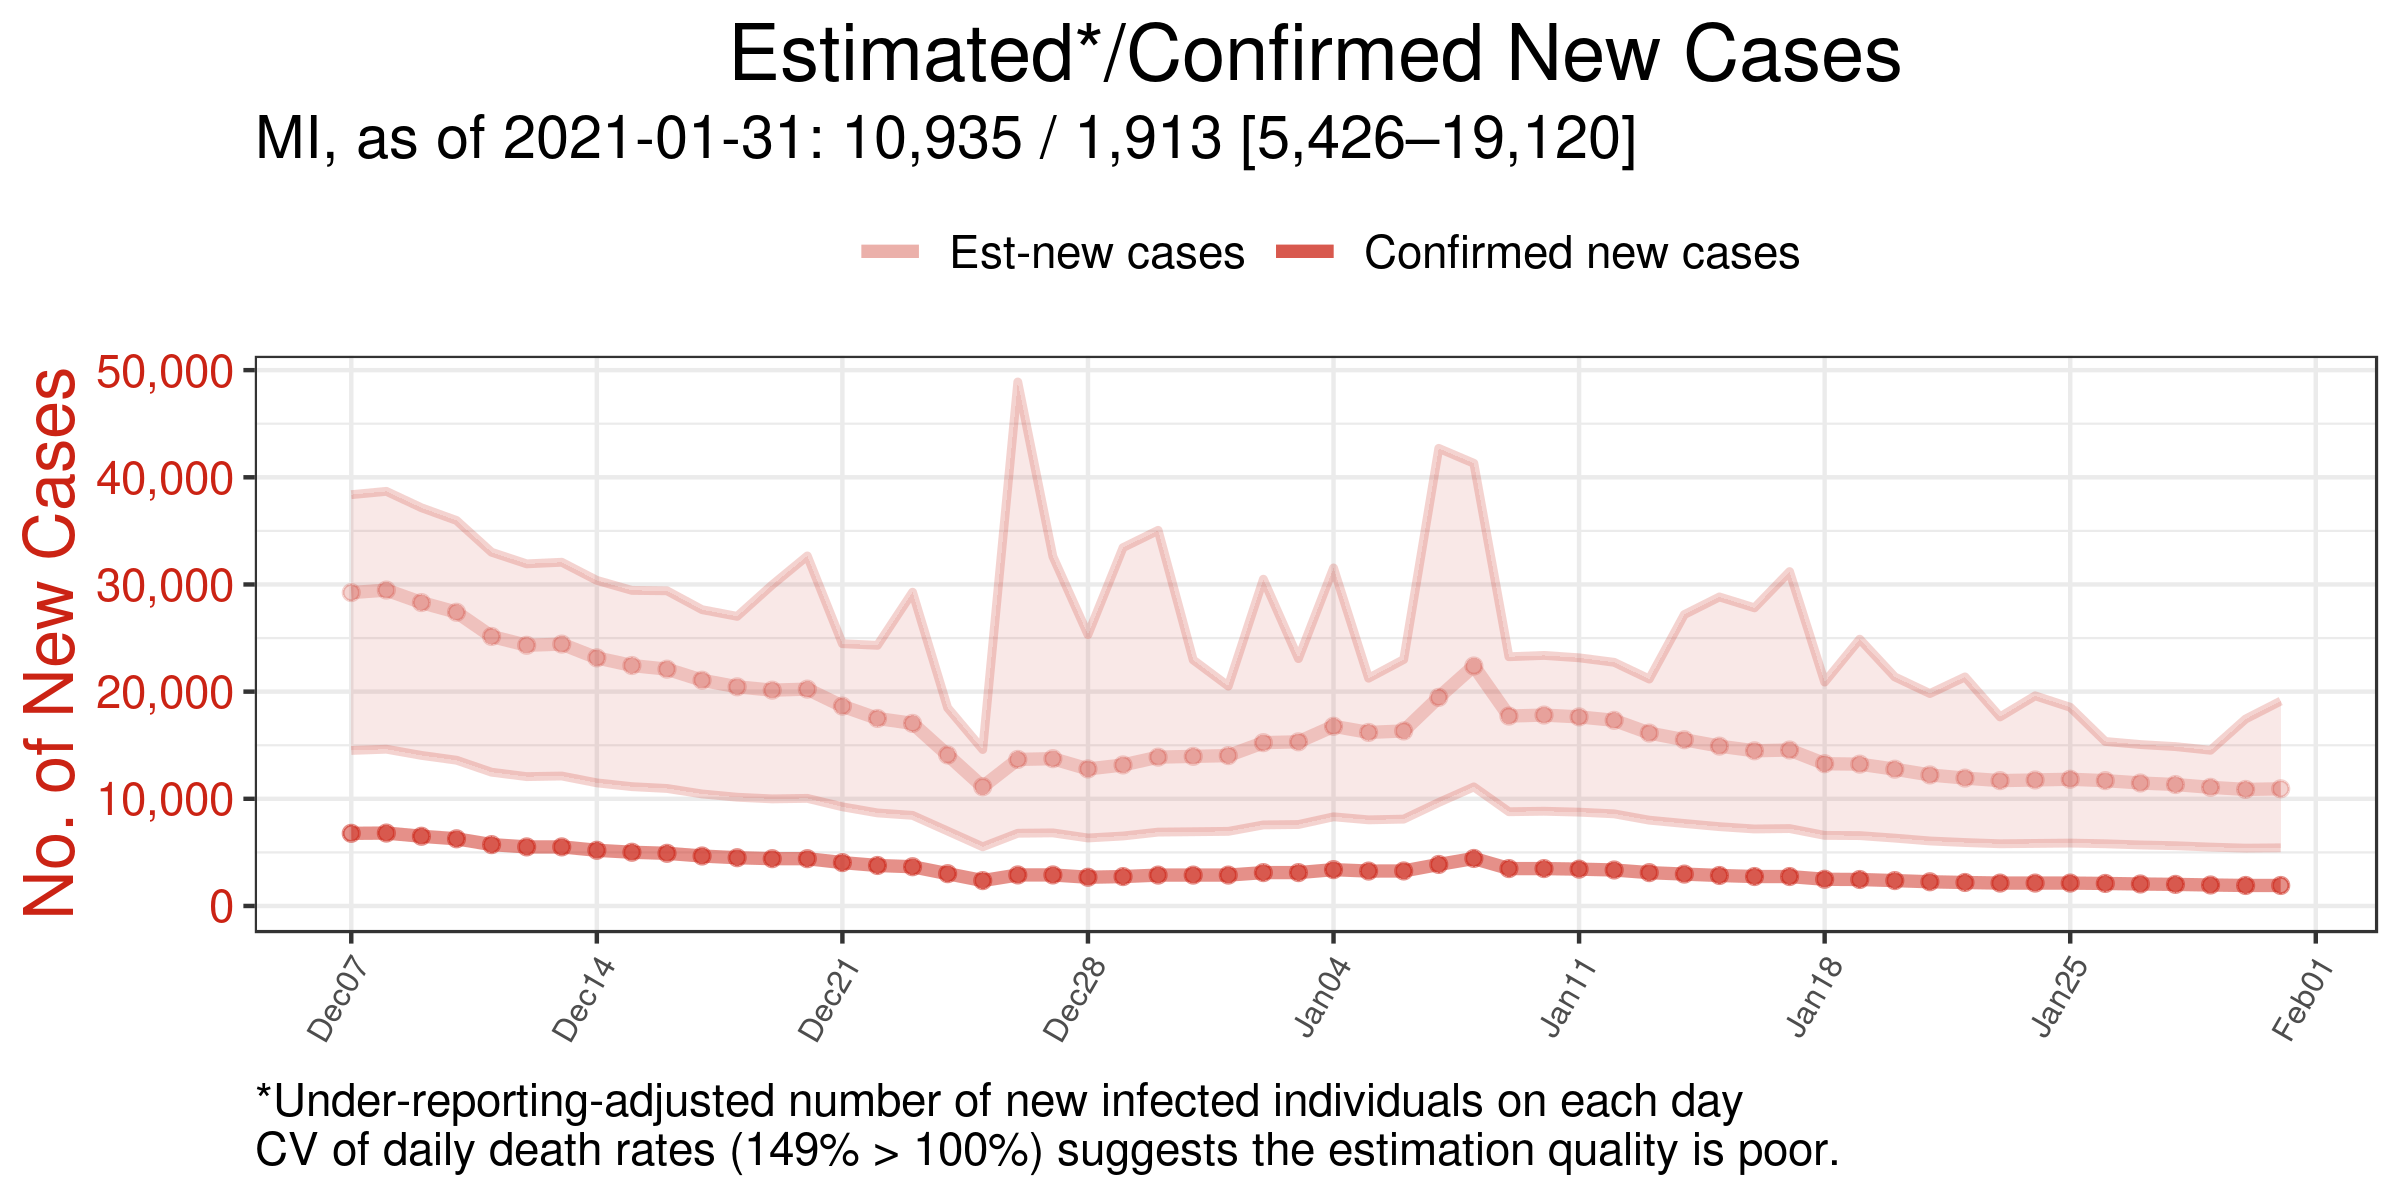 Estimated*/Confirmed New Cases
MI, as of 2021-01-31: 10,935 / 1,913 [5,426–19,120]
Est-new cases
Confirmed new cases
No. of New Cases
50,000
40,000
30,000
20,000
10,000
0
Dec07
Dec14
Dec21
Dec28
Jan04
Jan11
Jan18
Jan25
Feb01
*Under-reporting-adjusted number of new infected individuals on each day
CV of daily death rates (149% > 100%) suggests the estimation quality is poor.